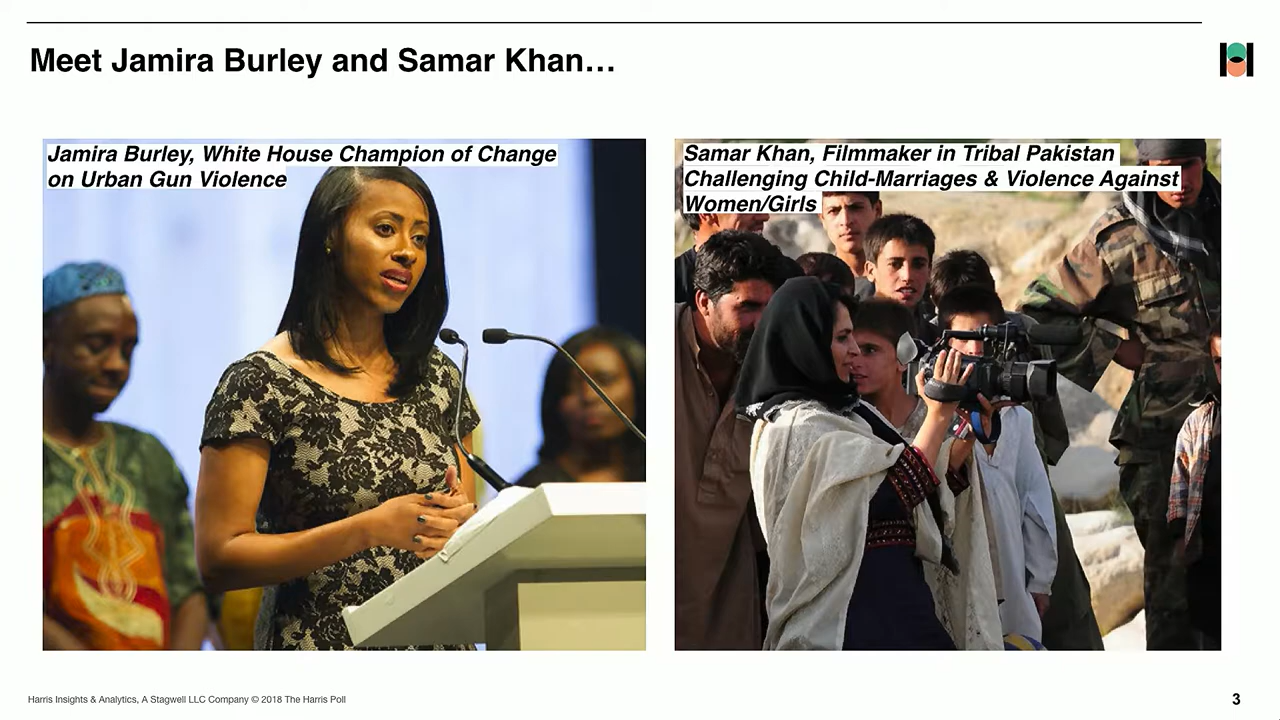 Meet Jamira Burley and Samar Khan…
Jamira Burley, White House Champion of Change
on Urban Gun Violence
Samar Khan, Filmmaker in Tribal Pakistan
Challenging Child-Marriages & Violence Against
Women/Girls
Harris Insights & Analytics, A Stagwell LLC Company © 2018 The Harris Poll
3